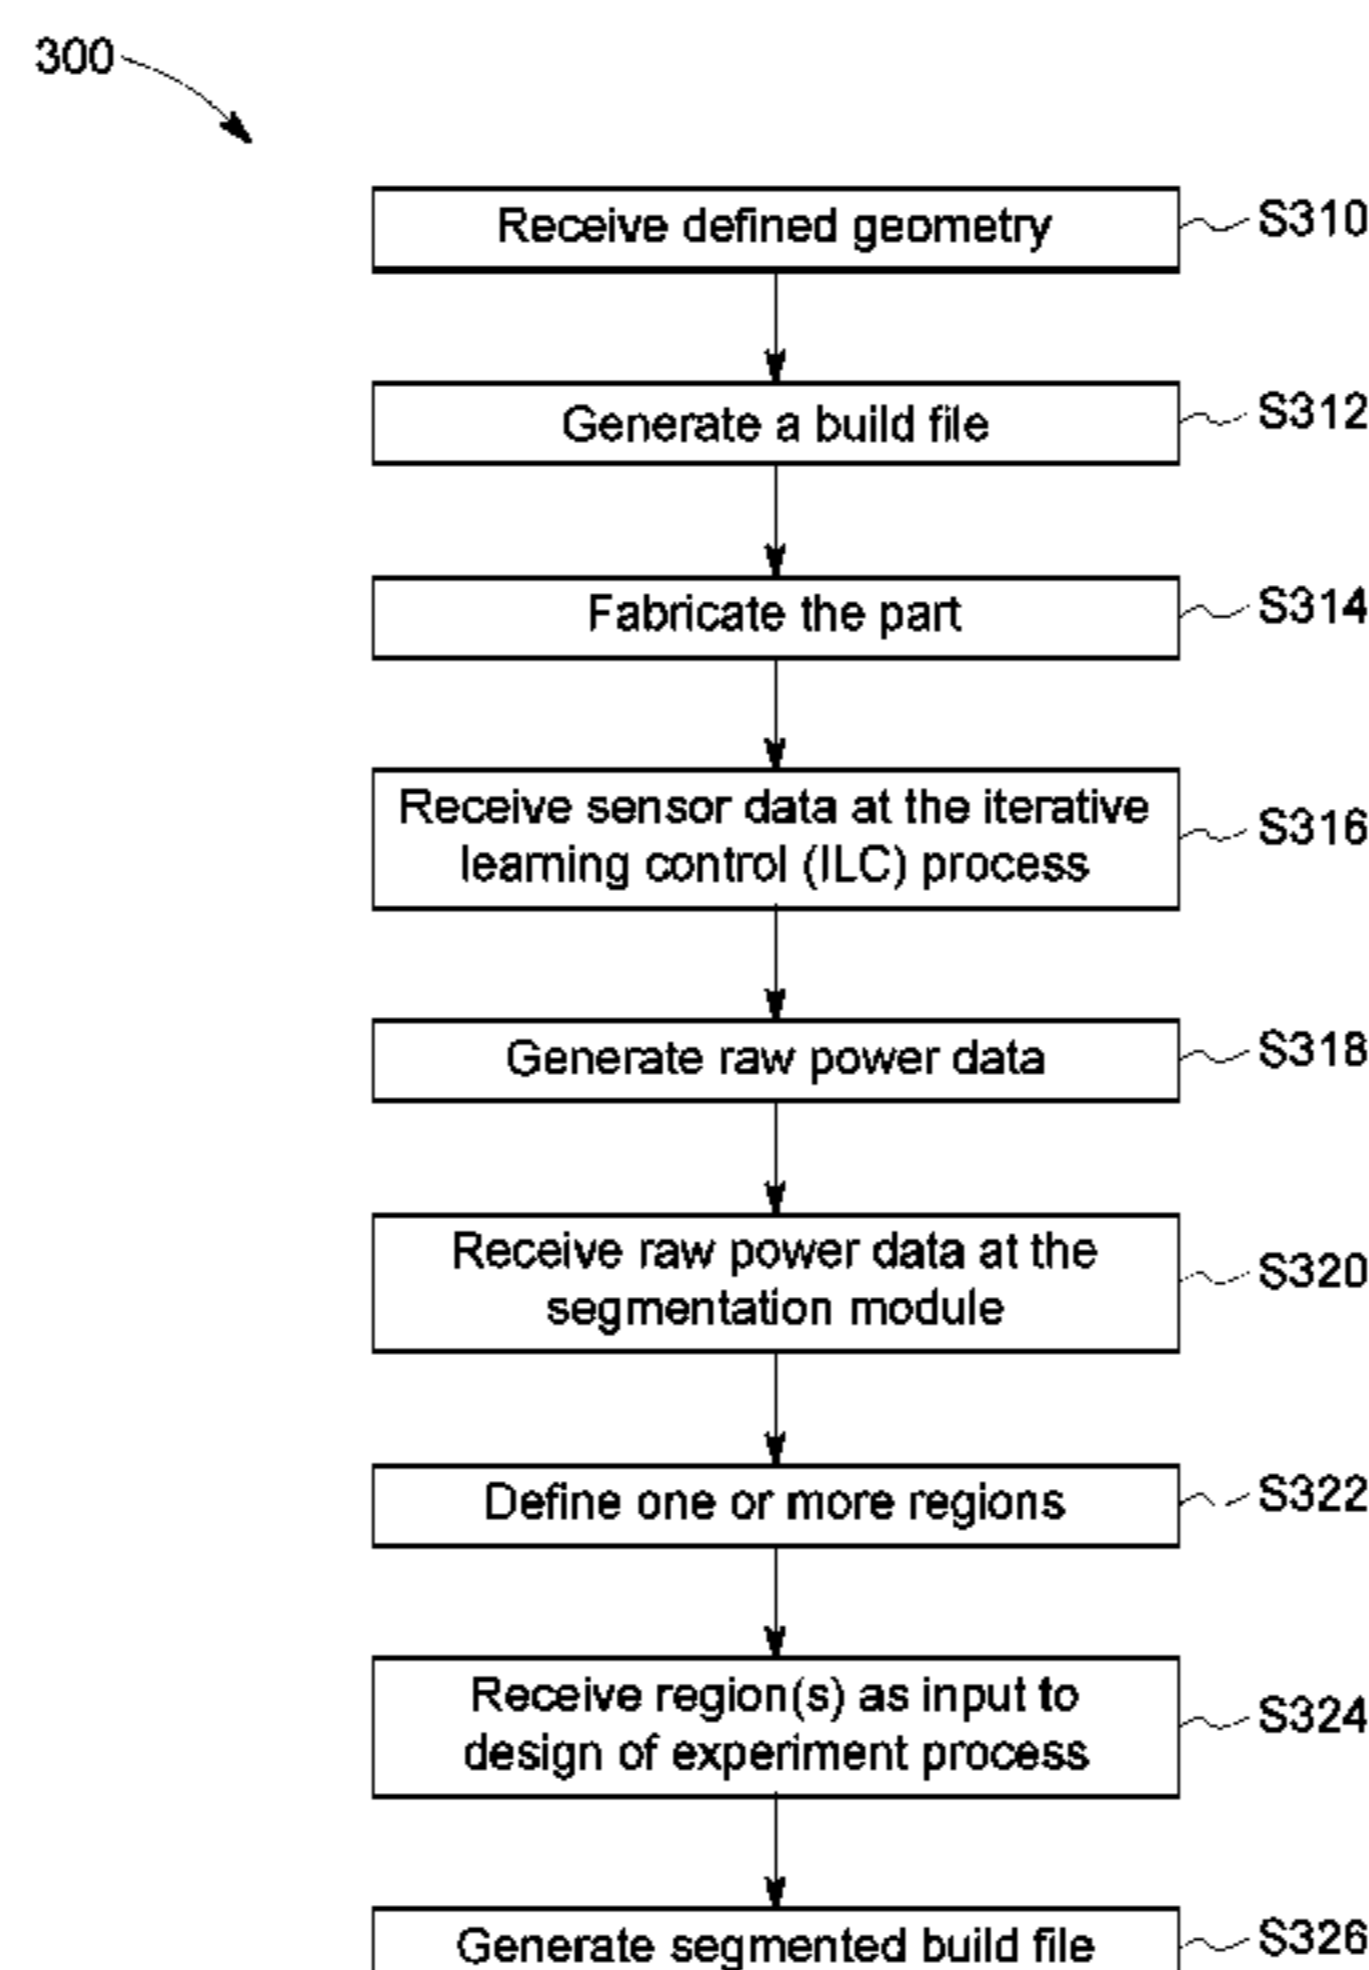 300
Receive defined geometry
S310
Generate a build file
S312
Fabricate the part
S314
Receive sensor data at the iterative
learning control (ILC) process
S316
Generate raw power data
S318
Receive raw power data at the
segmentation module
S320
Define one or more regions
S322
Receive region(s) as input to
design of experiment process
S324
Generate segmented build file
S326